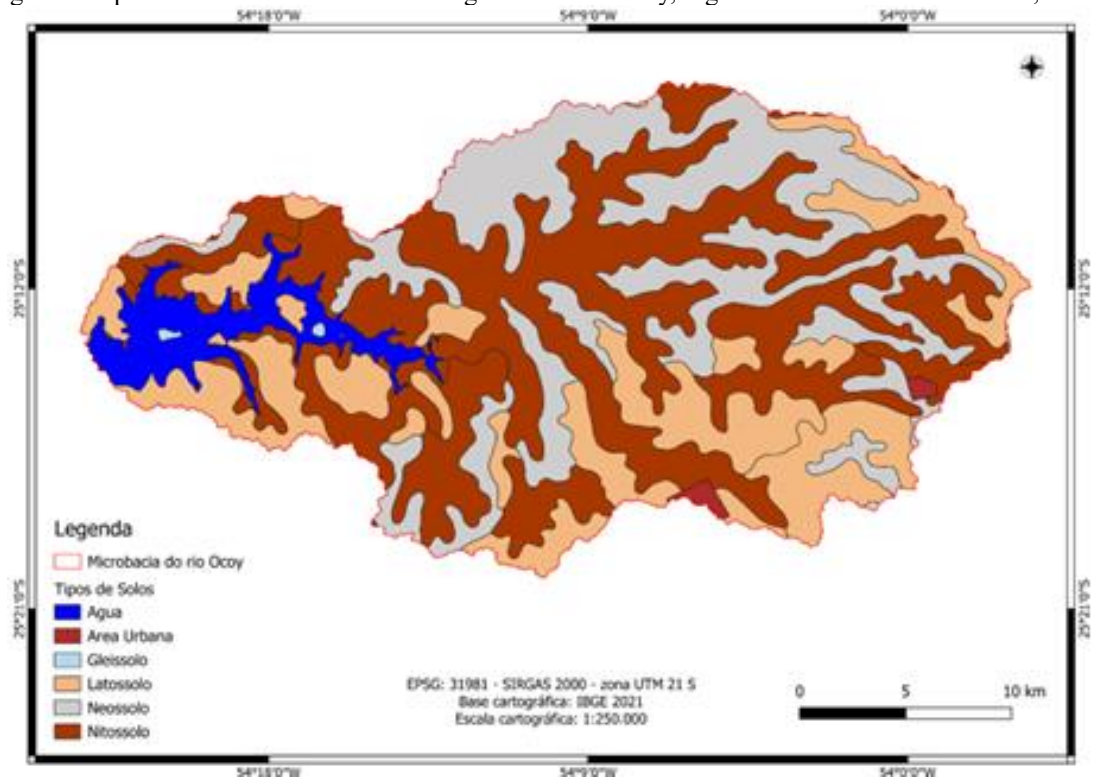 54°18'0"W 54°9'0"W 54°0'0"W
25°12'0"S 25°12'0"S
25°21'0"S 25°21'0"S
Legenda
Microbacia do rio Ocoy
Tipos de Solos
Agua
Area Urbana
Gleissolo
Latossolo
Neossolo
Nitossolo
EPSG: 31981 - SIRGAS 2000 - zona UTM 21 S
Base cartográfica: IBGE 2021
Escala cartográfica: 1:250.000
0 5 10 km
54°18'0"W 54°9'0"W 54°0'0"W